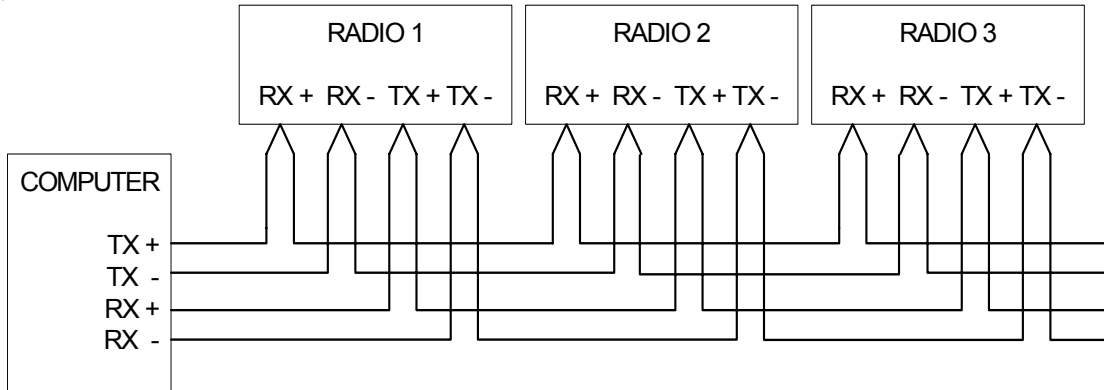 RADIO 1
RX + RX - TX + TX -
RADIO 2
RX + RX - TX + TX -
RADIO 3
RX + RX - TX + TX -
COMPUTER
TX +
TX -
RX +
RX -